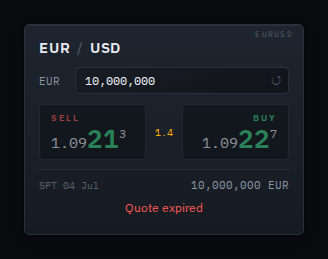 EURUSD
EUR / USD
EUR 10,000,000
SELL BUY
1.09213 1.4 1.09227
SPT 04 Jul 10,000,000 EUR
Quote expired